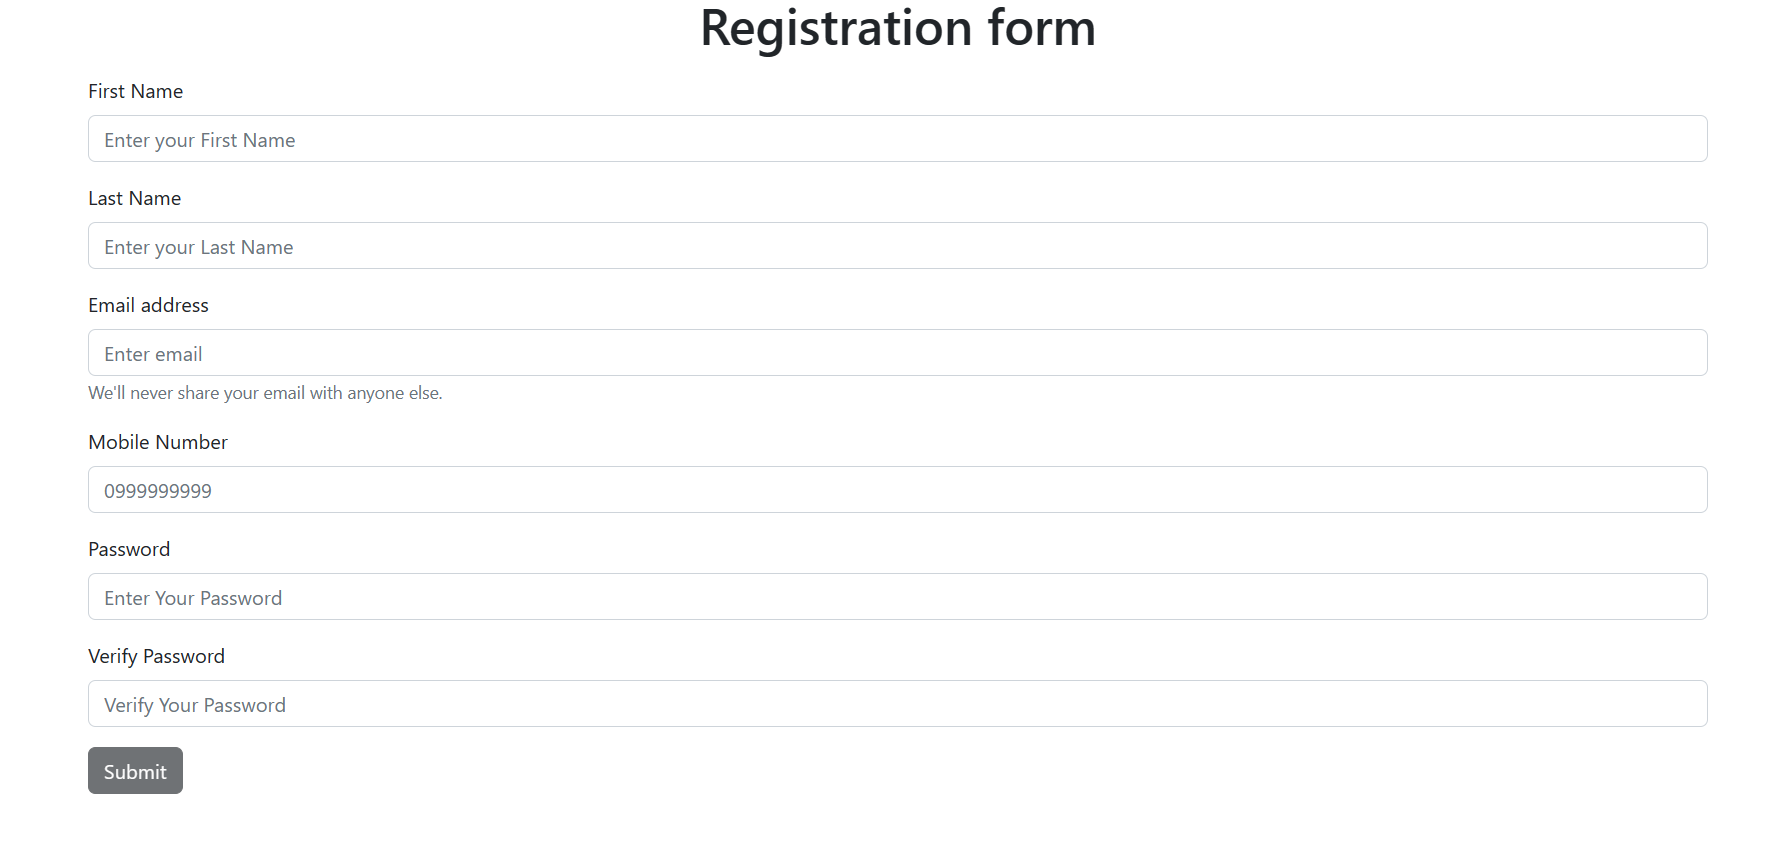 Registration form
First Name
Enter your First Name
Last Name
Enter your Last Name
Email address
Enter email
We'll never share your email with anyone else.
Mobile Number
0999999999
Password
Enter Your Password
Verify Password
Verify Your Password
Submit